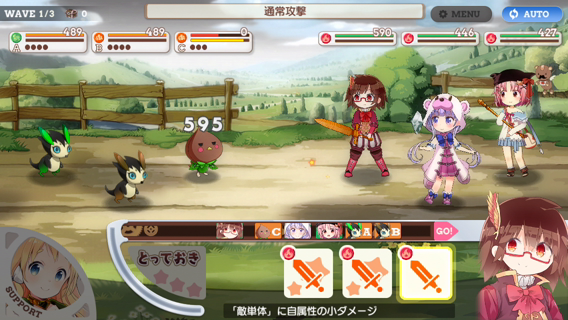 WAVE 1/3 0
通常攻撃
MENU
AUTO
489 489 0
A B C
590 446 427
595
C A B GO!
とっておき
SUPPORT
「敵単体」に自属性の小ダメージ